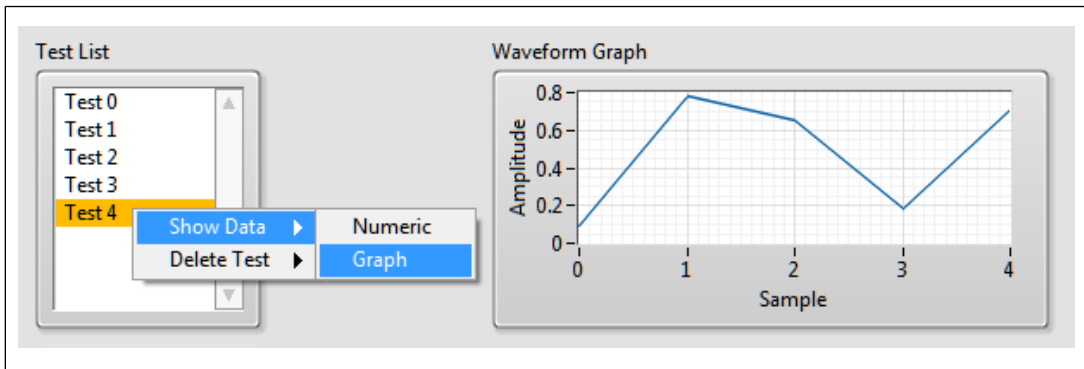 Test List
Test 0
Test 1
Test 2
Test 3
Test 4
Show Data
Delete Test
Numeric
Graph
Waveform Graph
Amplitude
0.8
0.6
0.4
0.2
0
0 1 2 3 4
Sample